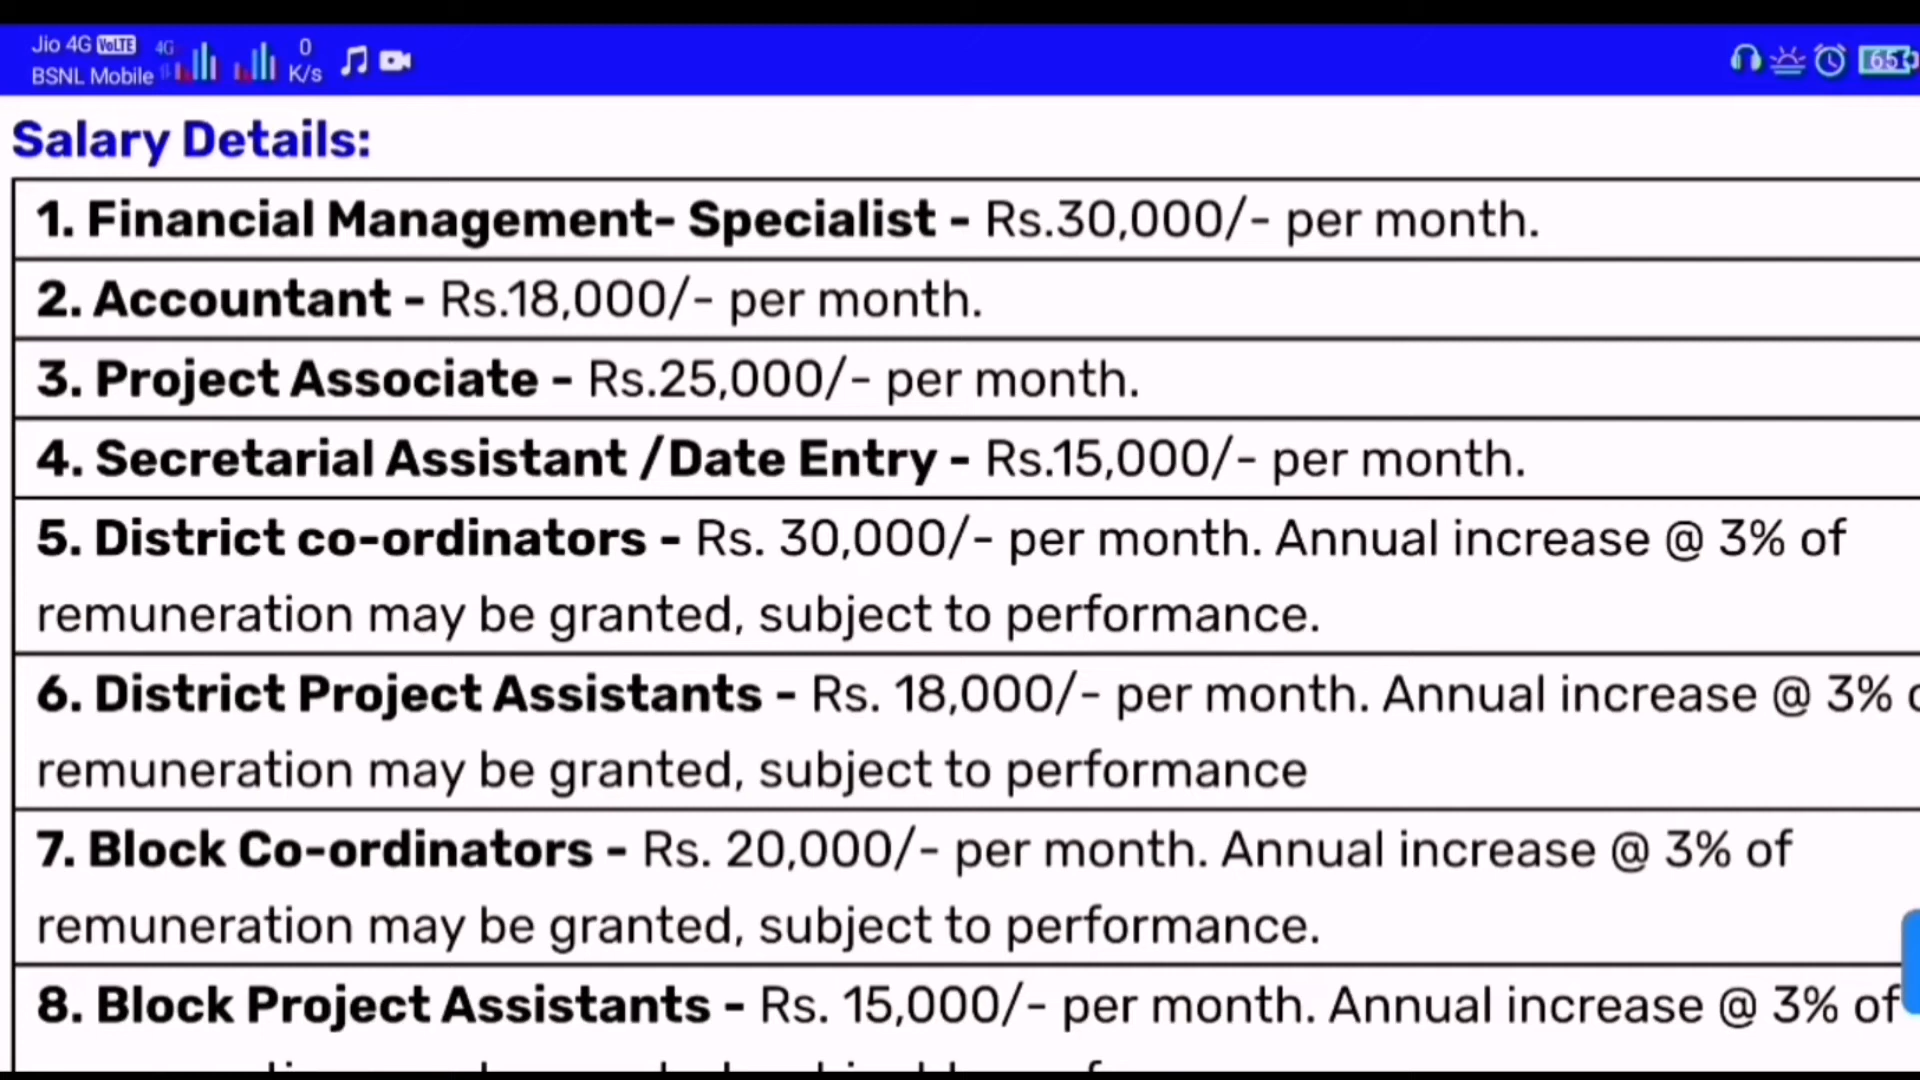 Jio 4G VoLTE 4G 0
BSNL Mobile K/s 65
Salary Details:
1. Financial Management- Specialist - Rs.30,000/- per month.
2. Accountant - Rs.18,000/- per month.
3. Project Associate - Rs.25,000/- per month.
4. Secretarial Assistant /Date Entry - Rs.15,000/- per month.
5. District co-ordinators - Rs. 30,000/- per month. Annual increase @ 3% of
remuneration may be granted, subject to performance.
6. District Project Assistants - Rs. 18,000/- per month. Annual increase @ 3%
remuneration may be granted, subject to performance
7. Block Co-ordinators - Rs. 20,000/- per month. Annual increase @ 3% of
remuneration may be granted, subject to performance.
8. Block Project Assistants - Rs. 15,000/- per month. Annual increase @ 3% of